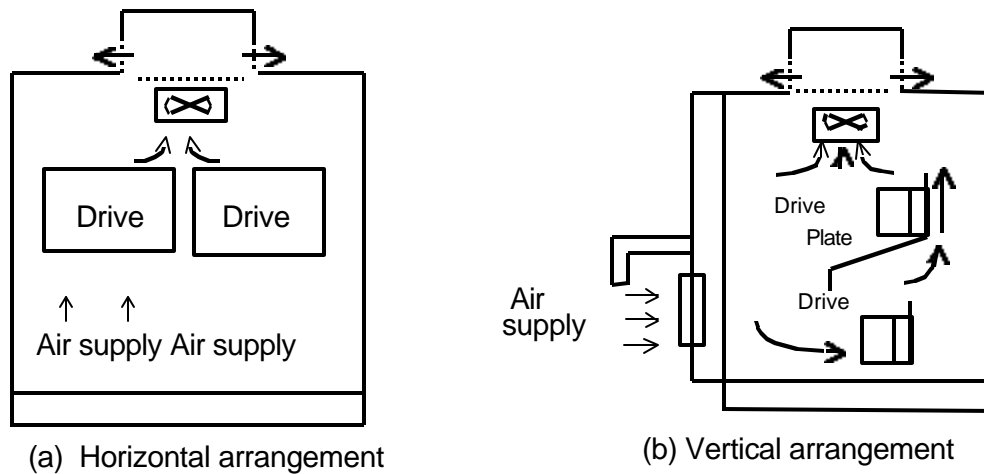 Drive Drive
Air supply Air supply
(a) Horizontal arrangement
Drive
Plate
Drive
Air
supply
(b) Vertical arrangement